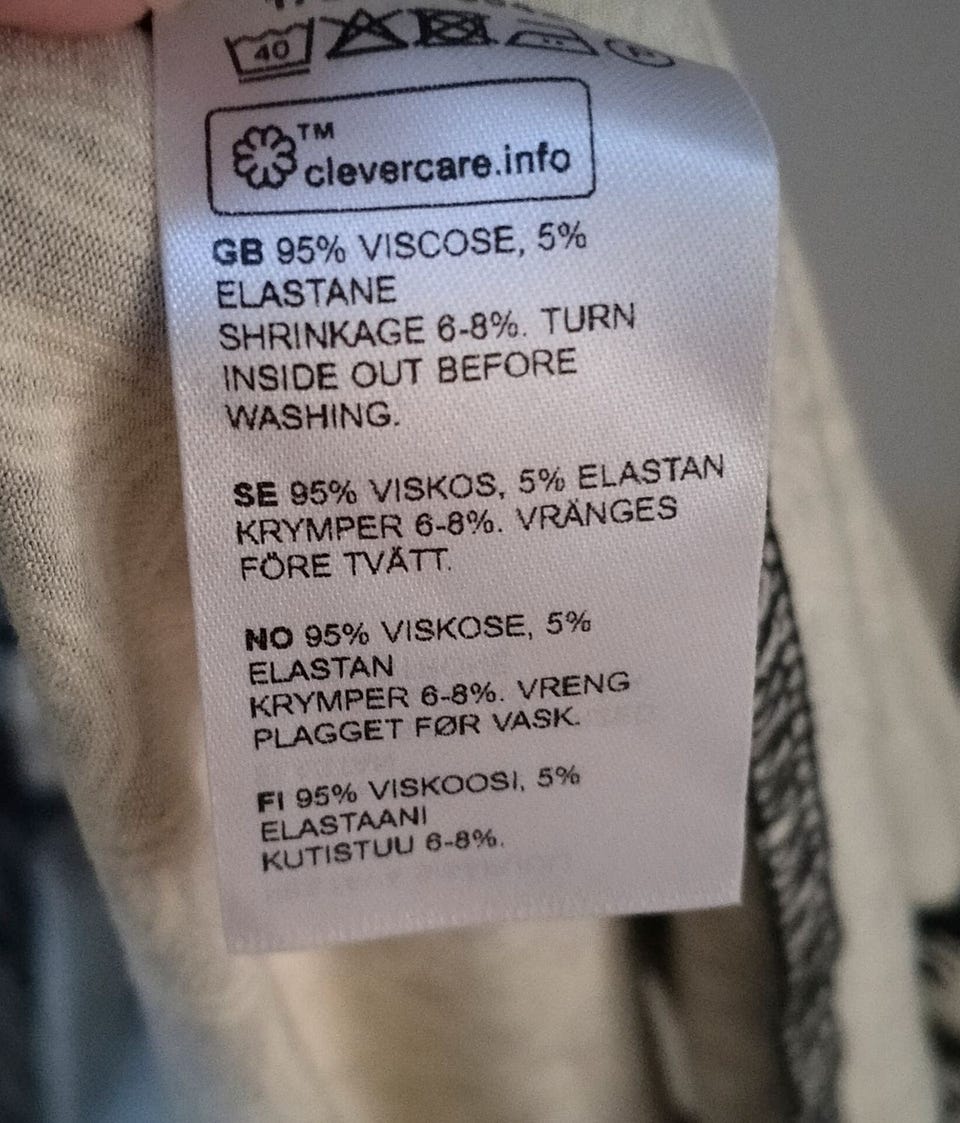 40
TM
clevercare.info
GB 95% VISCOSE, 5%
ELASTANE
SHRINKAGE 6-8%. TURN
INSIDE OUT BEFORE
WASHING.
SE 95% VISKOS, 5% ELASTAN
KRYMPER 6-8%. VRÄNGES
FÖRE TVÄTT.
NO 95% VISKOSE, 5%
ELASTAN
KRYMPER 6-8%. VRENG
PLAGGET FØR VASK.
FI 95% VISKOOSI, 5%
ELASTAANI
KUTISTUU 6-8%.